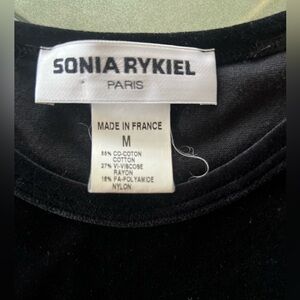 SONIA RYKIEL
PARIS
MADE IN FRANCE
M
55% CO-COTON
COTTON
27% VI-VISCOSE
RAYON
18% PA-POLYAMIDE
NYLON